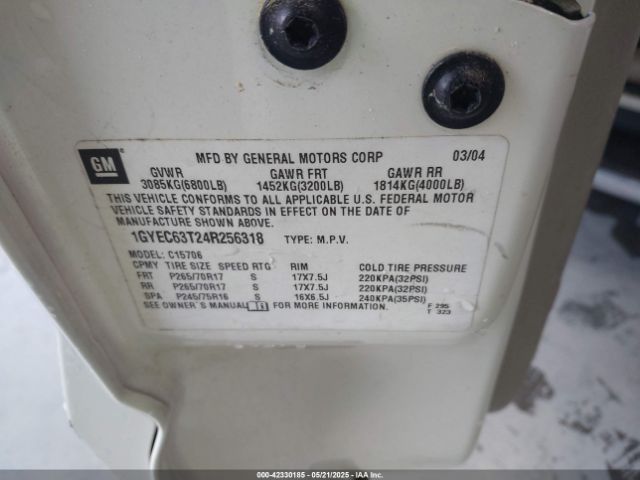 GM
MFD BY GENERAL MOTORS CORP 03/04
GVWR GAWR FRT GAWR RR
3085KG(6800LB) 1452KG(3200LB) 1814KG(4000LB)
THIS VEHICLE CONFORMS TO ALL APPLICABLE U.S. FEDERAL MOTOR
VEHICLE SAFETY STANDARDS IN EFFECT ON THE DATE OF
MANUFACTURE SHOWN ABOVE.
1GYEC63T24R256318 TYPE: M.P.V.
MODEL: C15706
CPMY TIRE SIZE SPEED RTG RIM COLD TIRE PRESSURE
FRT P265/70R17 S 17X7.5J 220KPA(32PSI)
RR P265/70R17 S 17X7.5J 220KPA(32PSI)
SPA P245/75R16 S 16X6.5J 240KPA(35PSI)
SEE OWNER'S MANUAL FOR MORE INFORMATION. F 295
T 323
000-42330185 - 05/21/2025 - IAAI.COM